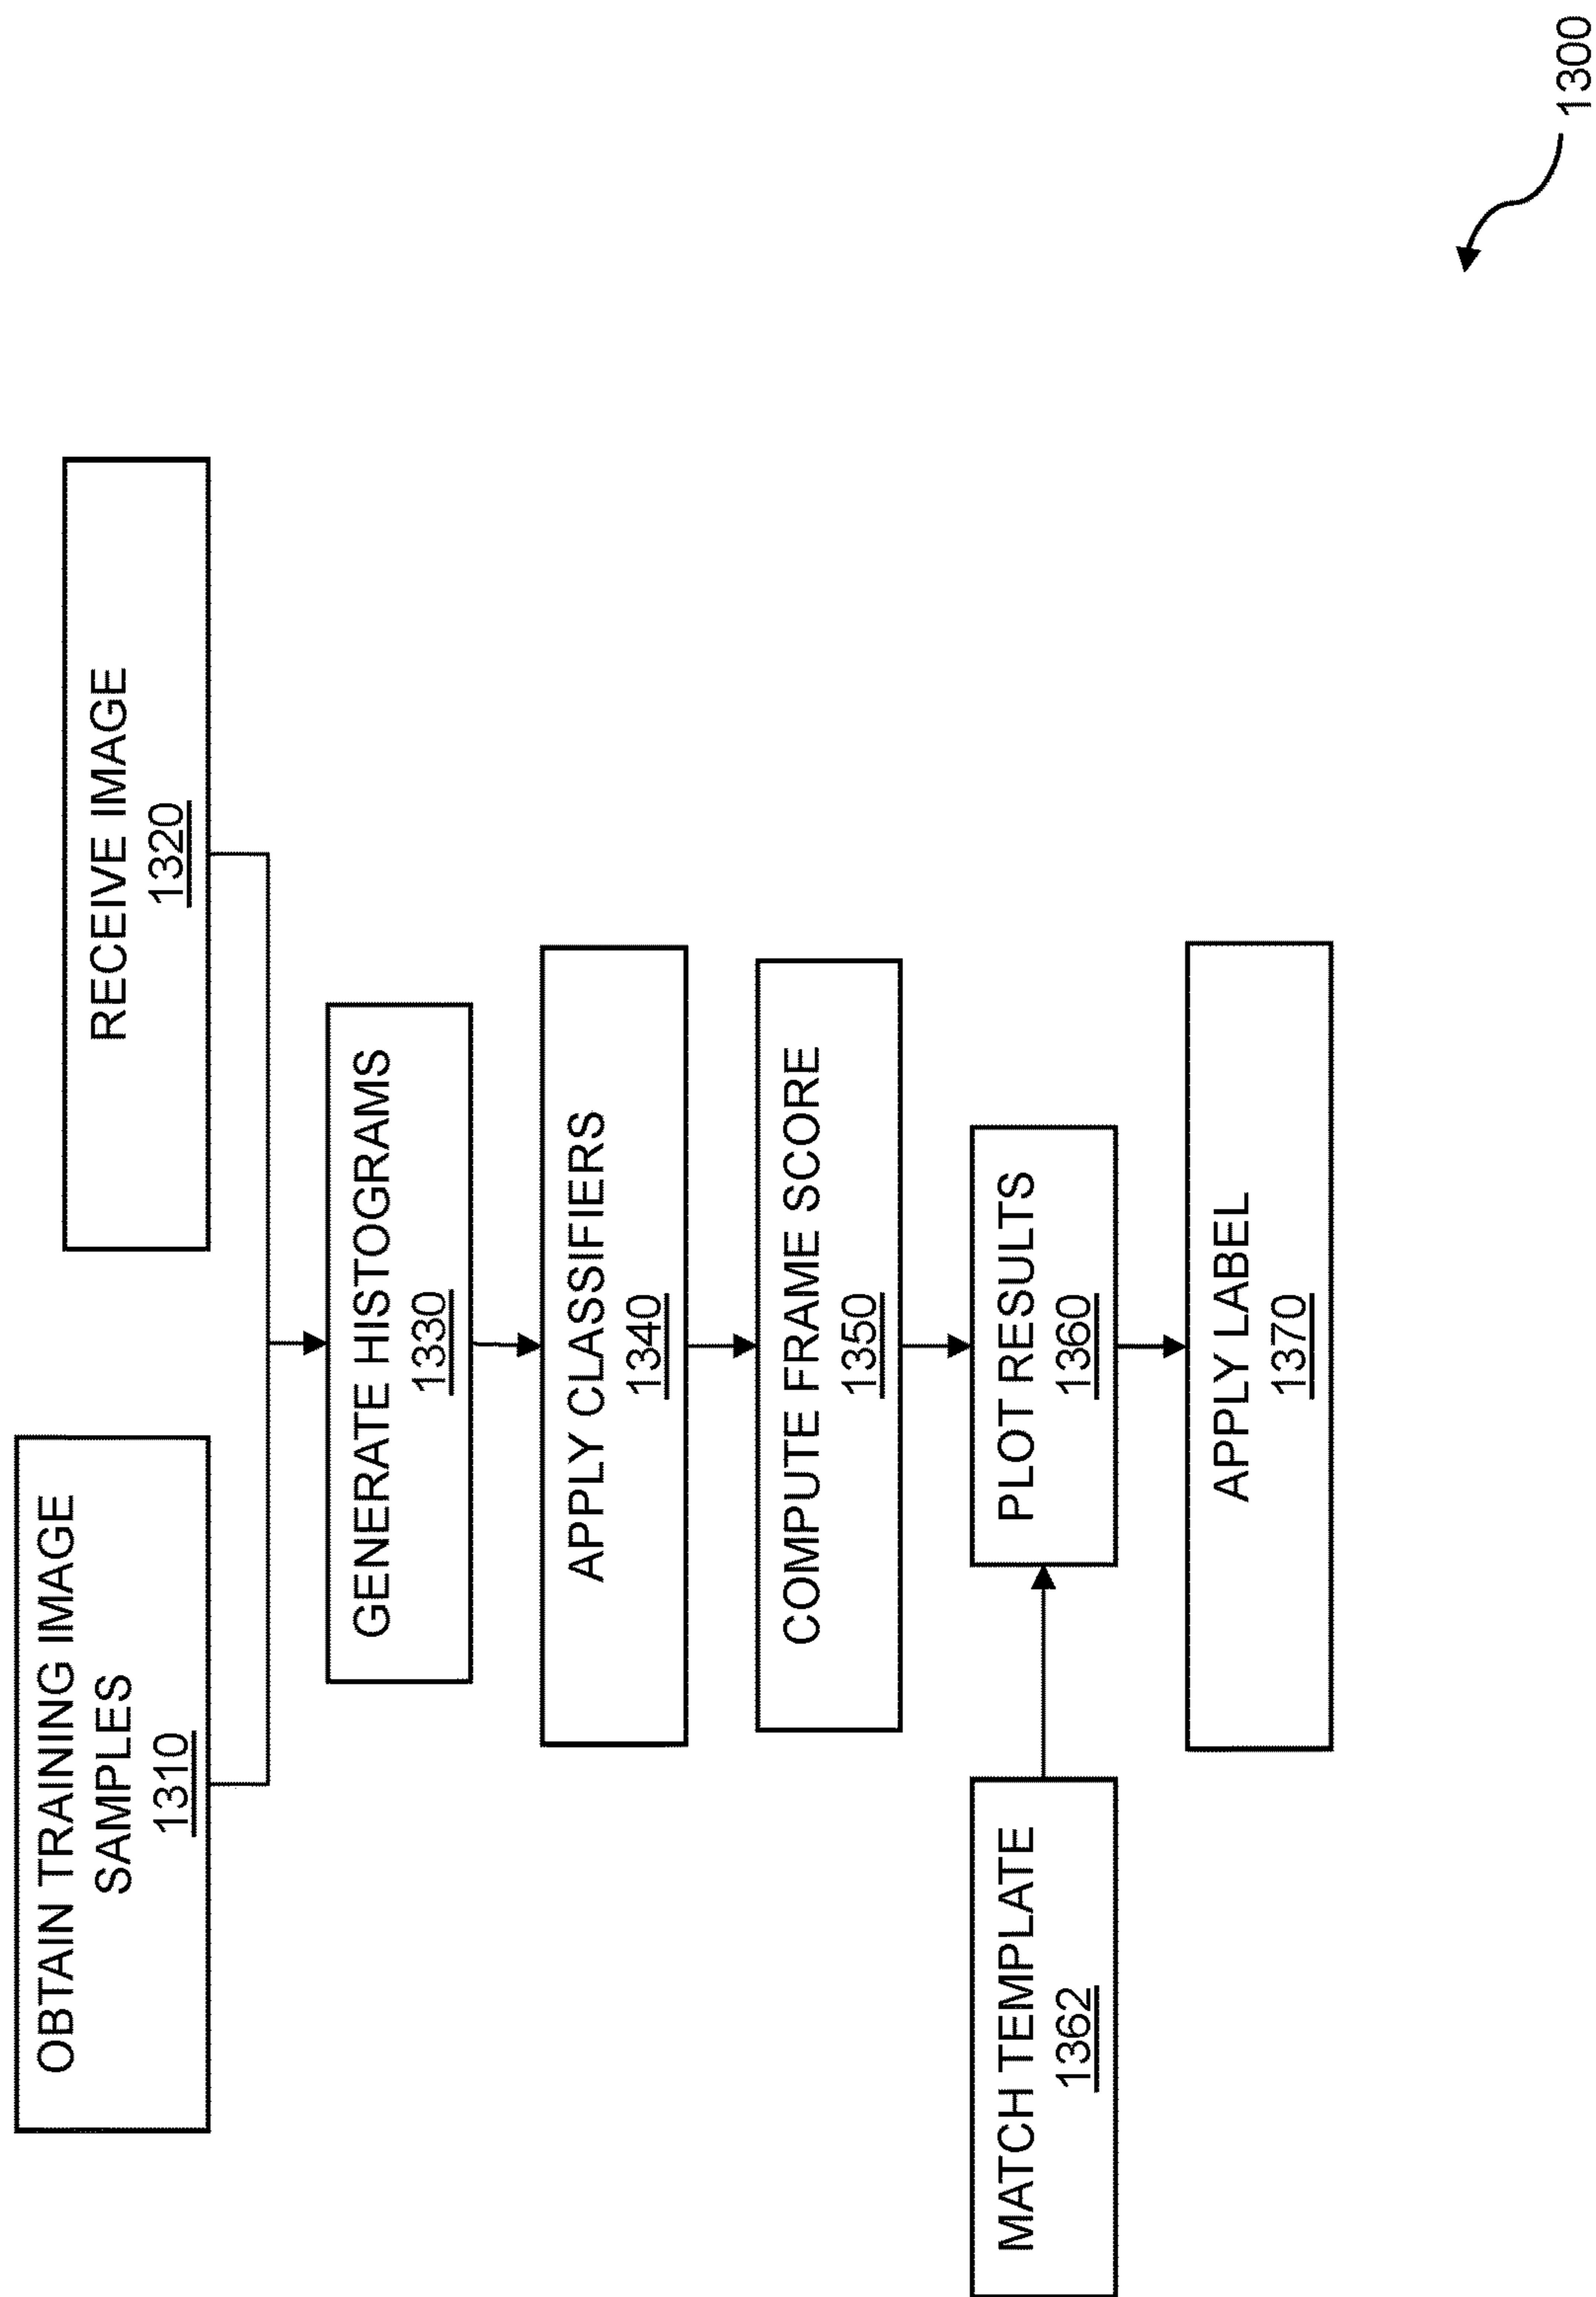 OBTAIN TRAINING IMAGE
SAMPLES
1310
RECEIVE IMAGE
1320
GENERATE HISTOGRAMS
1330
APPLY CLASSIFIERS
1340
COMPUTE FRAME SCORE
1350
MATCH TEMPLATE
1362
PLOT RESULTS
1360
APPLY LABEL
1370
1300